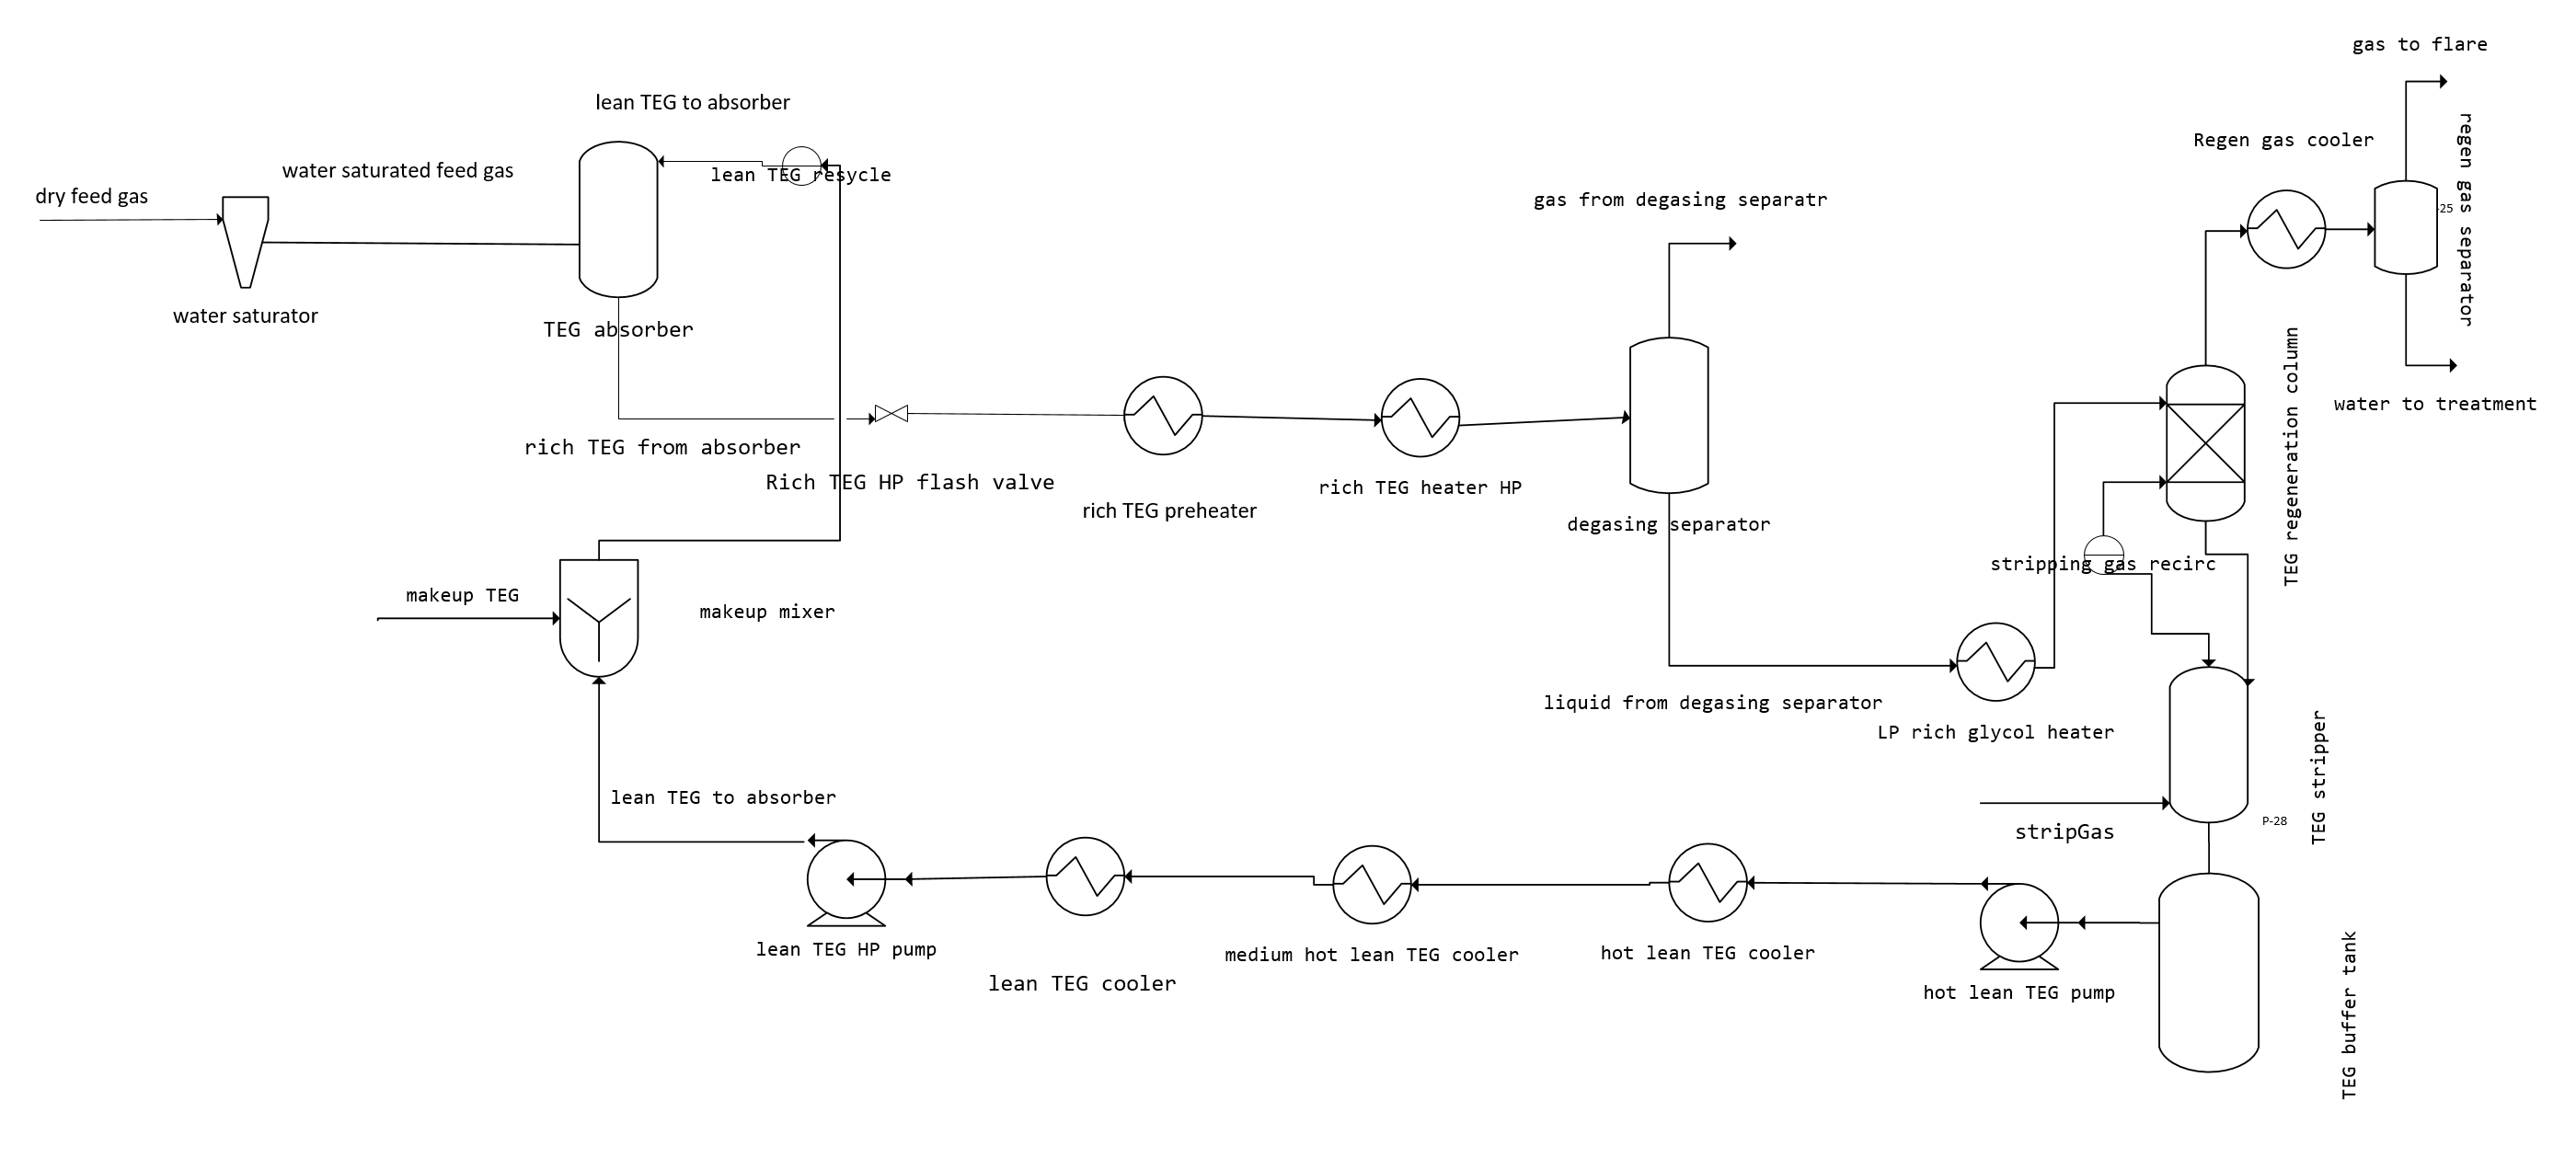 gas to flare
lean TEG to absorber
regen gas separator
Regen gas cooler
water saturated feed gas
lean TEG resycle
dry feed gas
gas from degasing separatr
-25
water saturator
TEG absorber
TEG regeneration column
water to treatment
rich TEG from absorber
Rich TEG HP flash valve
rich TEG heater HP
rich TEG preheater
degasing separator
stripping gas recirc
makeup TEG
makeup mixer
liquid from degasing separator
LP rich glycol heater
TEG stripper
lean TEG to absorber
P-28
stripGas
lean TEG HP pump
medium hot lean TEG cooler
hot lean TEG cooler
lean TEG cooler
hot lean TEG pump
TEG buffer tank